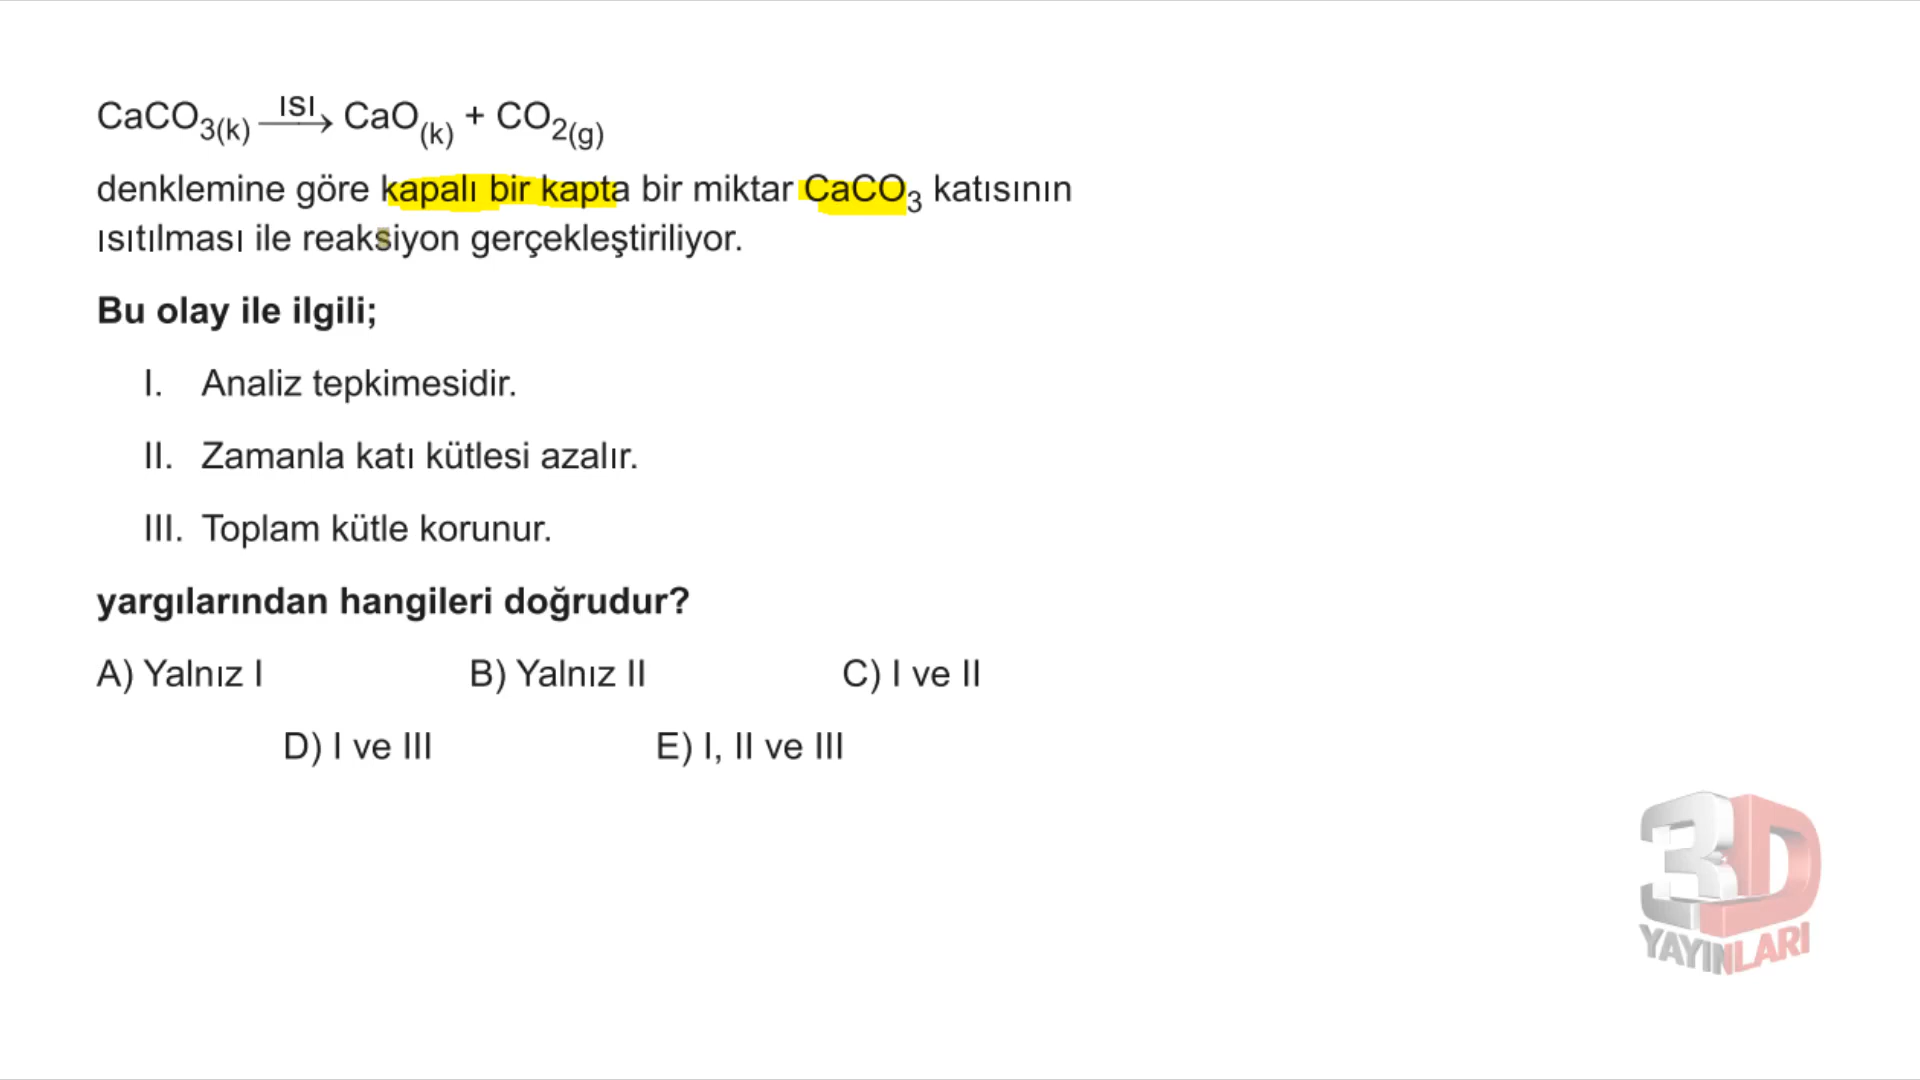 CaCO3(k) ISI → CaO(k) + CO2(g)
denklemine göre kapalı bir kapta bir miktar CaCO3 katısının
ısıtılması ile reaksiyon gerçekleştiriliyor.
Bu olay ile ilgili;
I. Analiz tepkimesidir.
II. Zamanla katı kütlesi azalır.
III. Toplam kütle korunur.
yargılarından hangileri doğrudur?
A) Yalnız I B) Yalnız II C) I ve II
D) I ve III E) I, II ve III
3D
YAYINLARI